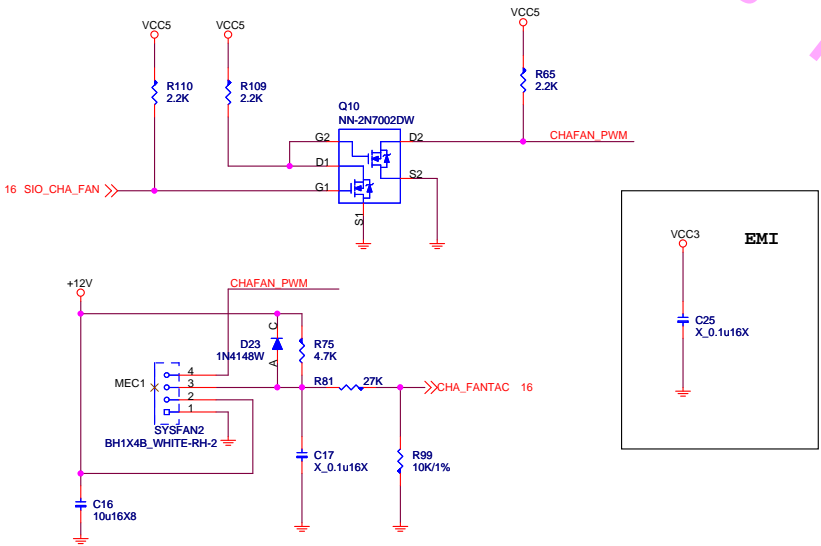 VCC5
VCC5
VCC5
R110
2.2K
R109
2.2K
R65
2.2K
Q10
NN-2N7002DW
G2
D2
CHAFAN_PWM
D1
S2
16 SIO_CHA_FAN
G1
S1
VCC3
EMI
C25
X_0.1u16X
+12V
CHAFAN_PWM
C
D23
1N4148W
A
R75
4.7K
MEC1
4
3
2
1
R81
27K
CHA_FANTAC 16
SYSFAN2
BH1X4B_WHITE-RH-2
C17
X_0.1u16X
R99
10K/1%
C16
10u16X8